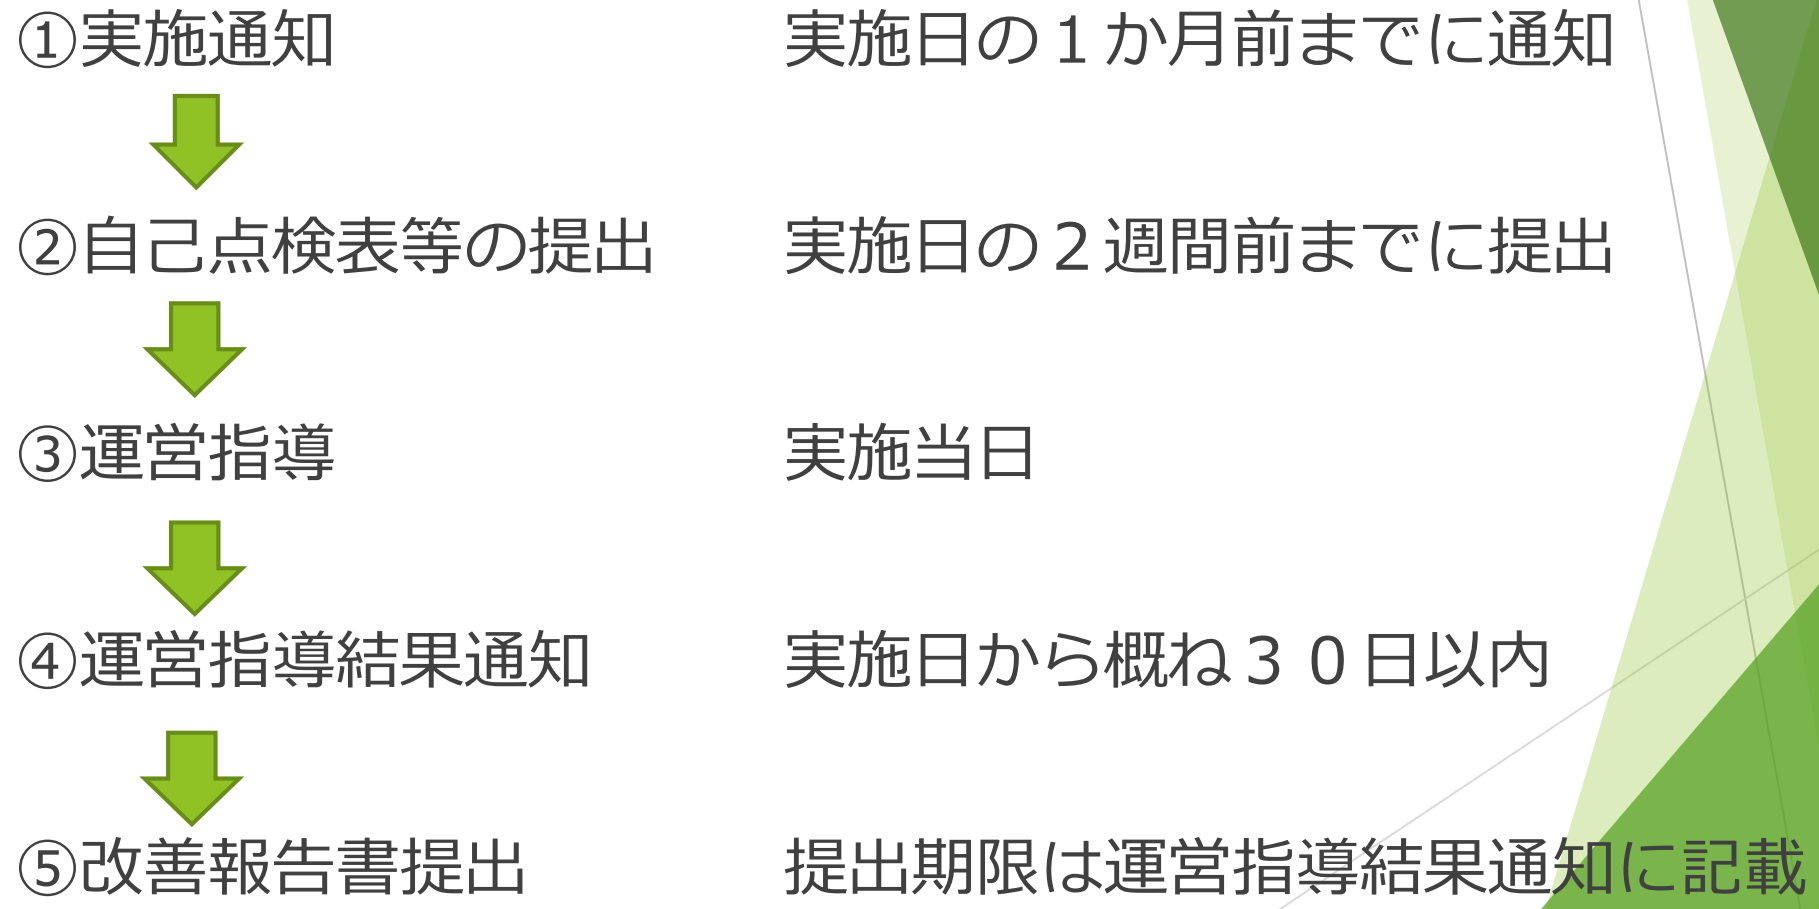 ①実施通知　実施日の１か月前までに通知
②自己点検表等の提出　実施日の２週間前までに提出
③運営指導　実施当日
④運営指導結果通知　実施日から概ね３０日以内
⑤改善報告書提出　提出期限は運営指導結果通知に記載